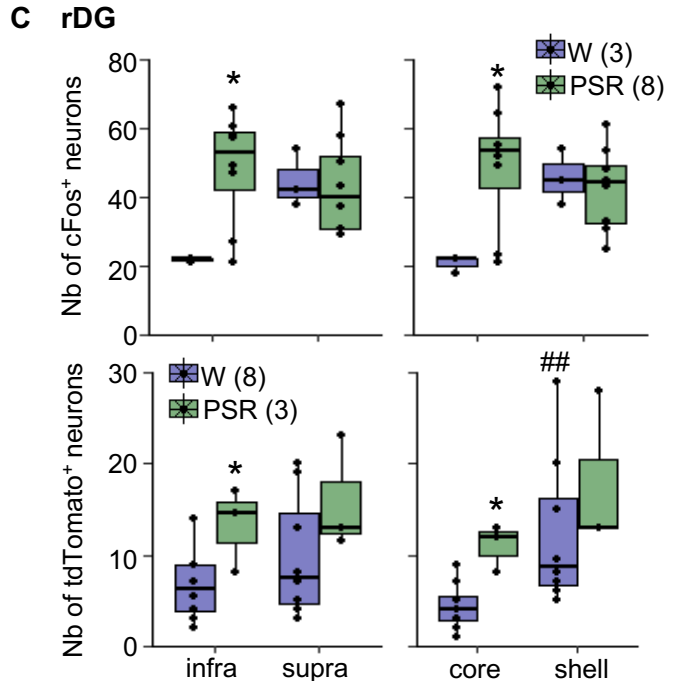 C rDG
W (3)
PSR (8)
Nb of cFos⁺ neurons
80
60
40
20
0
*
*
W (8)
PSR (3)
Nb of tdTomato⁺ neurons
30
20
10
0
*
*
##
infra supra core shell